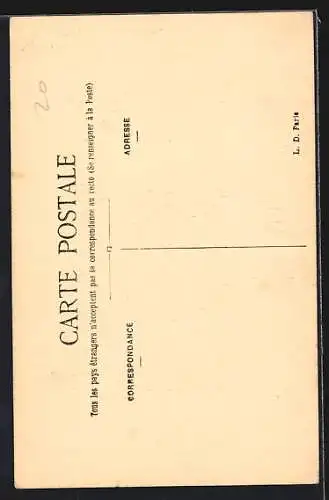 CARTE POSTALE
Tous les pays étrangers n'acceptent pas la correspondance au recto (Se renseigner à la Poste)
CORRESPONDANCE
ADRESSE
L. D. Paris
20